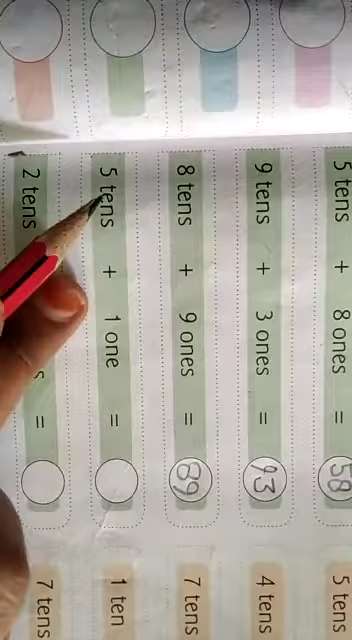 5 tens + 8 ones = 58
9 tens + 3 ones = 93
8 tens + 9 ones = 89
5 tens + 1 one =
2 tens s =
5 tens
4 tens
7 tens
1 ten
7 tens